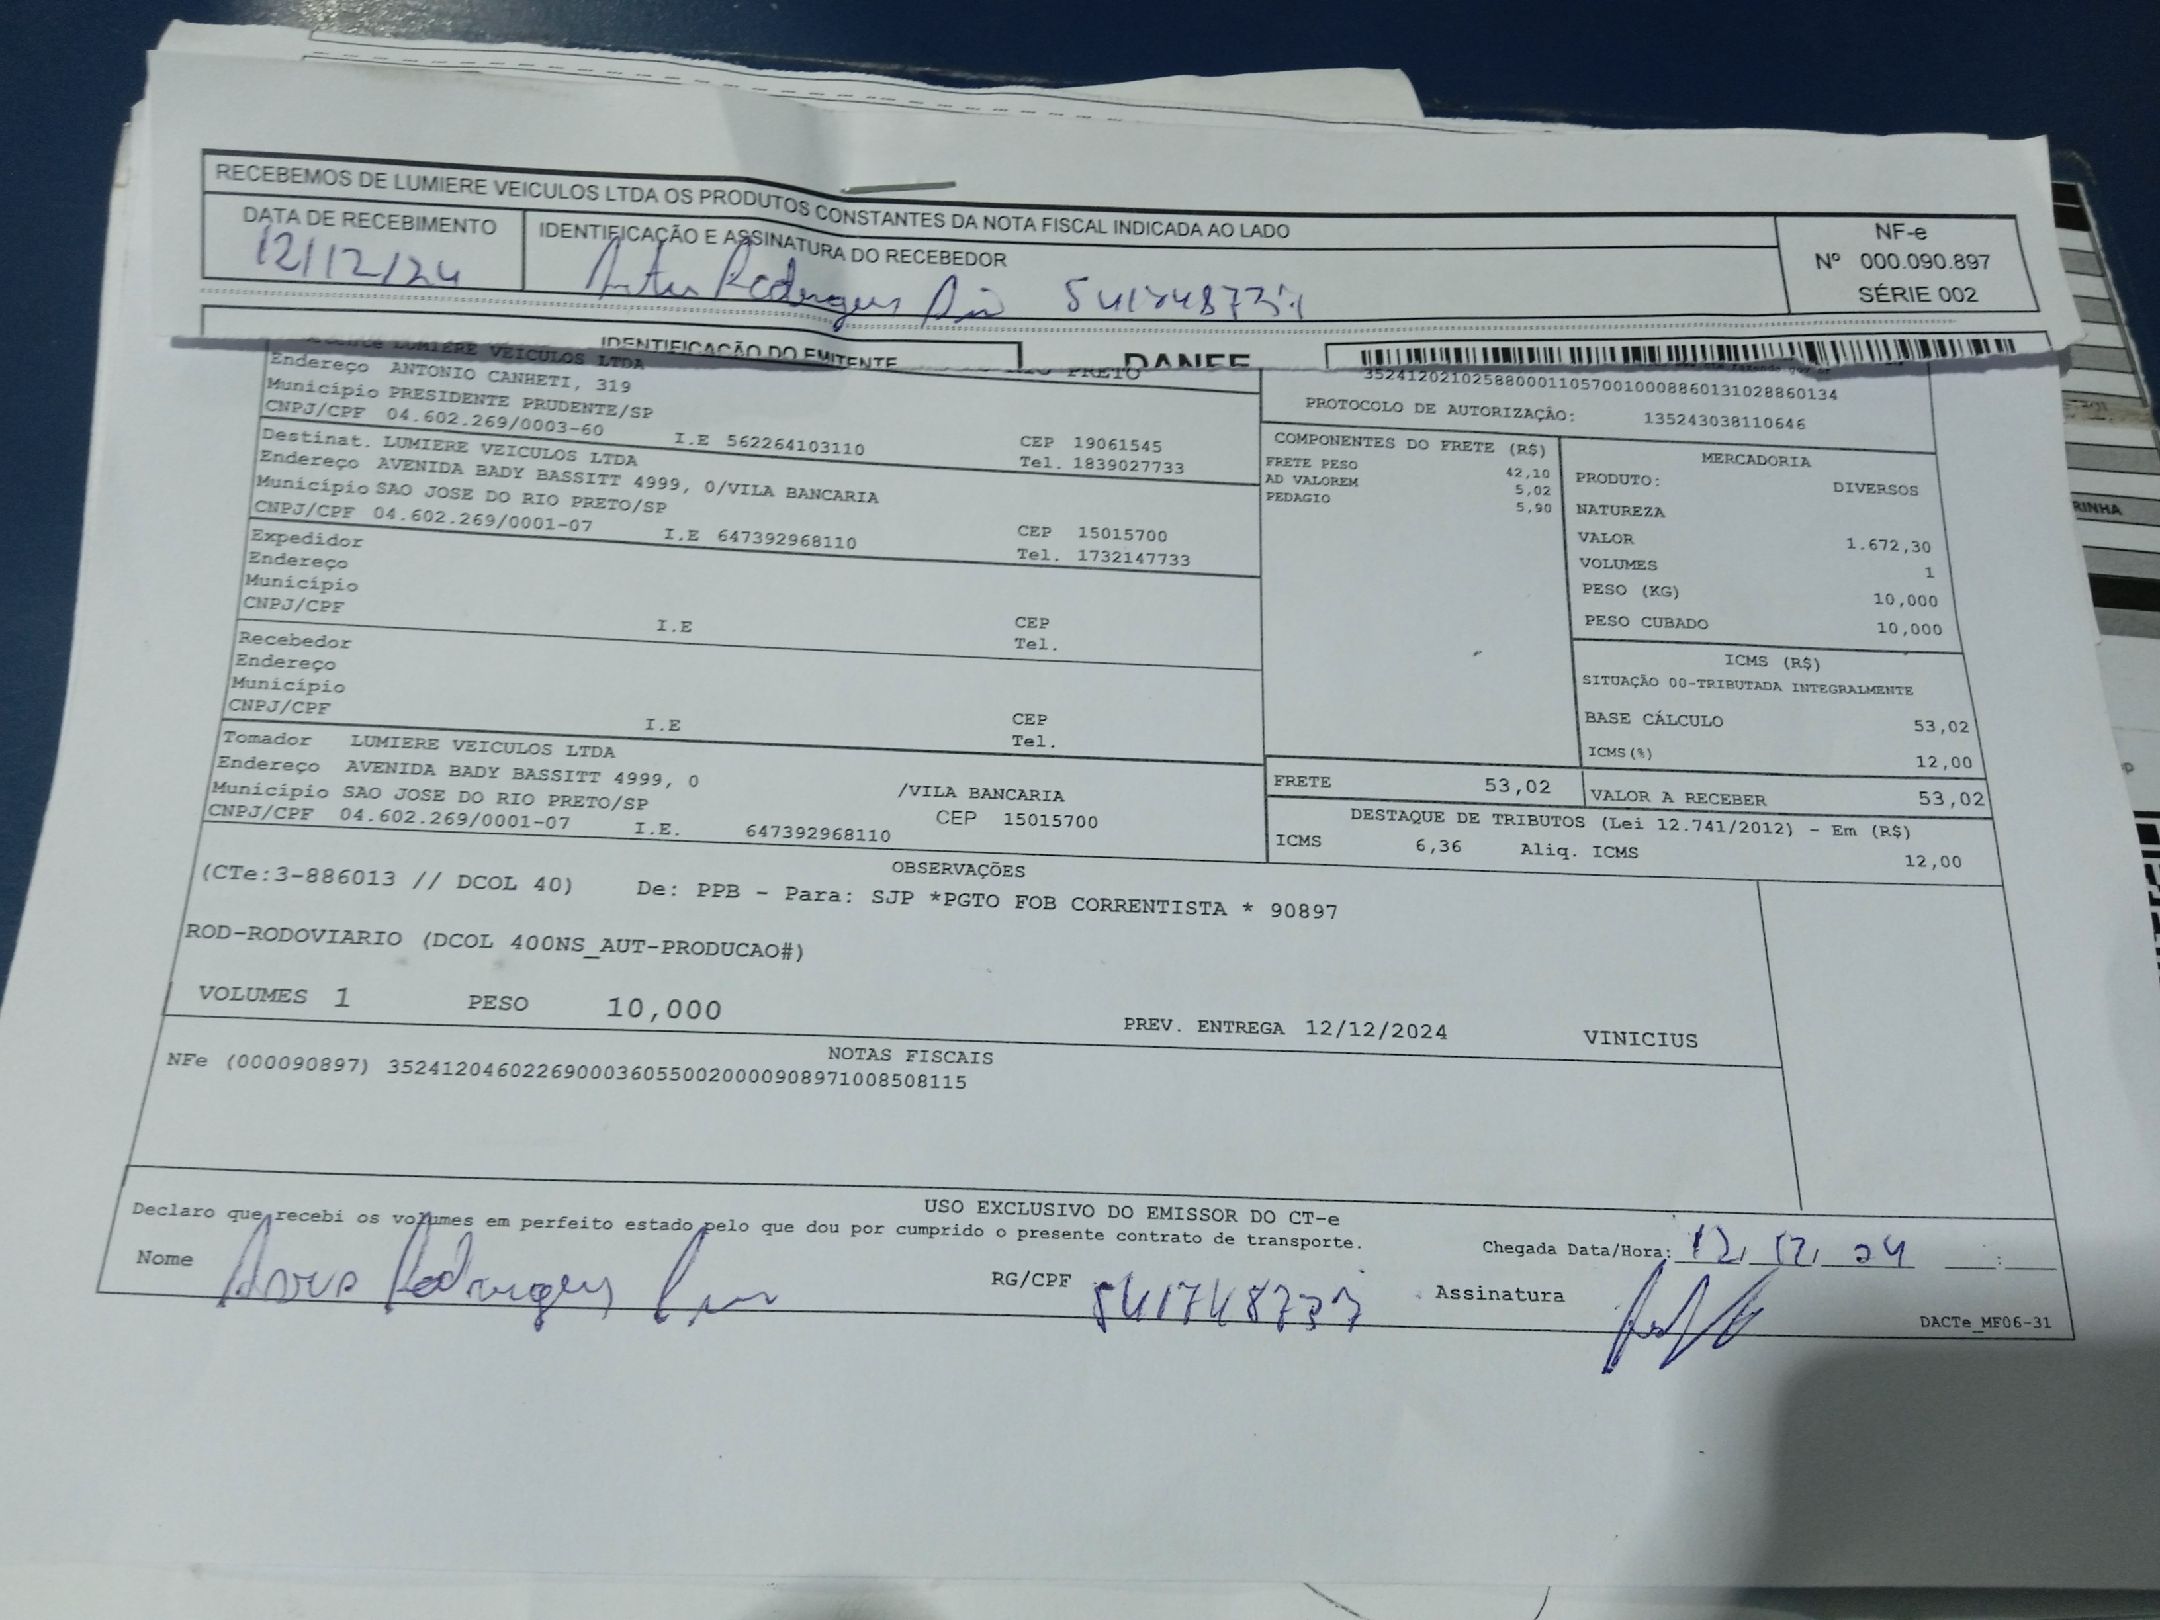 RECEBEMOS DE LUMIERE VEICULOS LTDA OS PRODUTOS CONSTANTES DA NOTA FISCAL INDICADA AO LADO
DATA DE RECEBIMENTO
12/12/24
IDENTIFICAÇÃO E ASSINATURA DO RECEBEDOR
Rodrigues
NF-e
Nº 000.090.897
SÉRIE 002
IDENTIFICAÇÃO DO EMITENTE
DANFE
LUMIERE VEICULOS LTDA
PRETO
Endereço ANTONIO CANHETI, 319
Município PRESIDENTE PRUDENTE/SP
CNPJ/CPF 04.602.269/0003-60 I.E 562264103110
CEP 19061545
Tel. 1839027733
Destinat. LUMIERE VEICULOS LTDA
Endereço AVENIDA BADY BASSITT 4999, 0/VILA BANCARIA
Município SAO JOSE DO RIO PRETO/SP
CNPJ/CPF 04.602.269/0001-07 I.E 647392968110
CEP 15015700
Tel. 1732147733
Expedidor
Endereço
Município
CNPJ/CPF I.E
CEP
Tel.
Recebedor
Endereço
Município
CNPJ/CPF I.E
CEP
Tel.
Tomador LUMIERE VEICULOS LTDA
Endereço AVENIDA BADY BASSITT 4999, 0 /VILA BANCARIA
Município SAO JOSE DO RIO PRETO/SP CEP 15015700
CNPJ/CPF 04.602.269/0001-07 I.E. 647392968110
35241202102588000110570010008860131028860134
PROTOCOLO DE AUTORIZAÇÃO: 135243038110646
COMPONENTES DO FRETE (R$)
FRETE PESO 42,10
AD VALOREM 5,02
PEDAGIO 5,90
MERCADORIA
PRODUTO: DIVERSOS
NATUREZA
VALOR 1.672,30
VOLUMES 1
PESO (KG) 10,000
PESO CUBADO 10,000
ICMS (R$)
SITUAÇÃO 00-TRIBUTADA INTEGRALMENTE
BASE CÁLCULO 53,02
ICMS(%) 12,00
FRETE 53,02
VALOR A RECEBER 53,02
DESTAQUE DE TRIBUTOS (Lei 12.741/2012) - Em (R$)
ICMS 6,36 Aliq. ICMS 12,00
OBSERVAÇÕES
(CTe:3-886013 // DCOL 40) De: PPB - Para: SJP *PGTO FOB CORRENTISTA * 90897
ROD-RODOVIARIO (DCOL 400NS_AUT-PRODUCAO#)
VOLUMES 1 PESO 10,000
PREV. ENTREGA 12/12/2024 VINICIUS
NOTAS FISCAIS
NFe (000090897) 35241204602269000360550020000908971008508115
USO EXCLUSIVO DO EMISSOR DO CT-e
Declaro que recebi os volumes em perfeito estado pelo que dou por cumprido o presente contrato de transporte.
Chegada Data/Hora: 12/12/24 __:__
Nome Rodrigues
RG/CPF 541748737
Assinatura
DACTe_MF06-31
RINHA